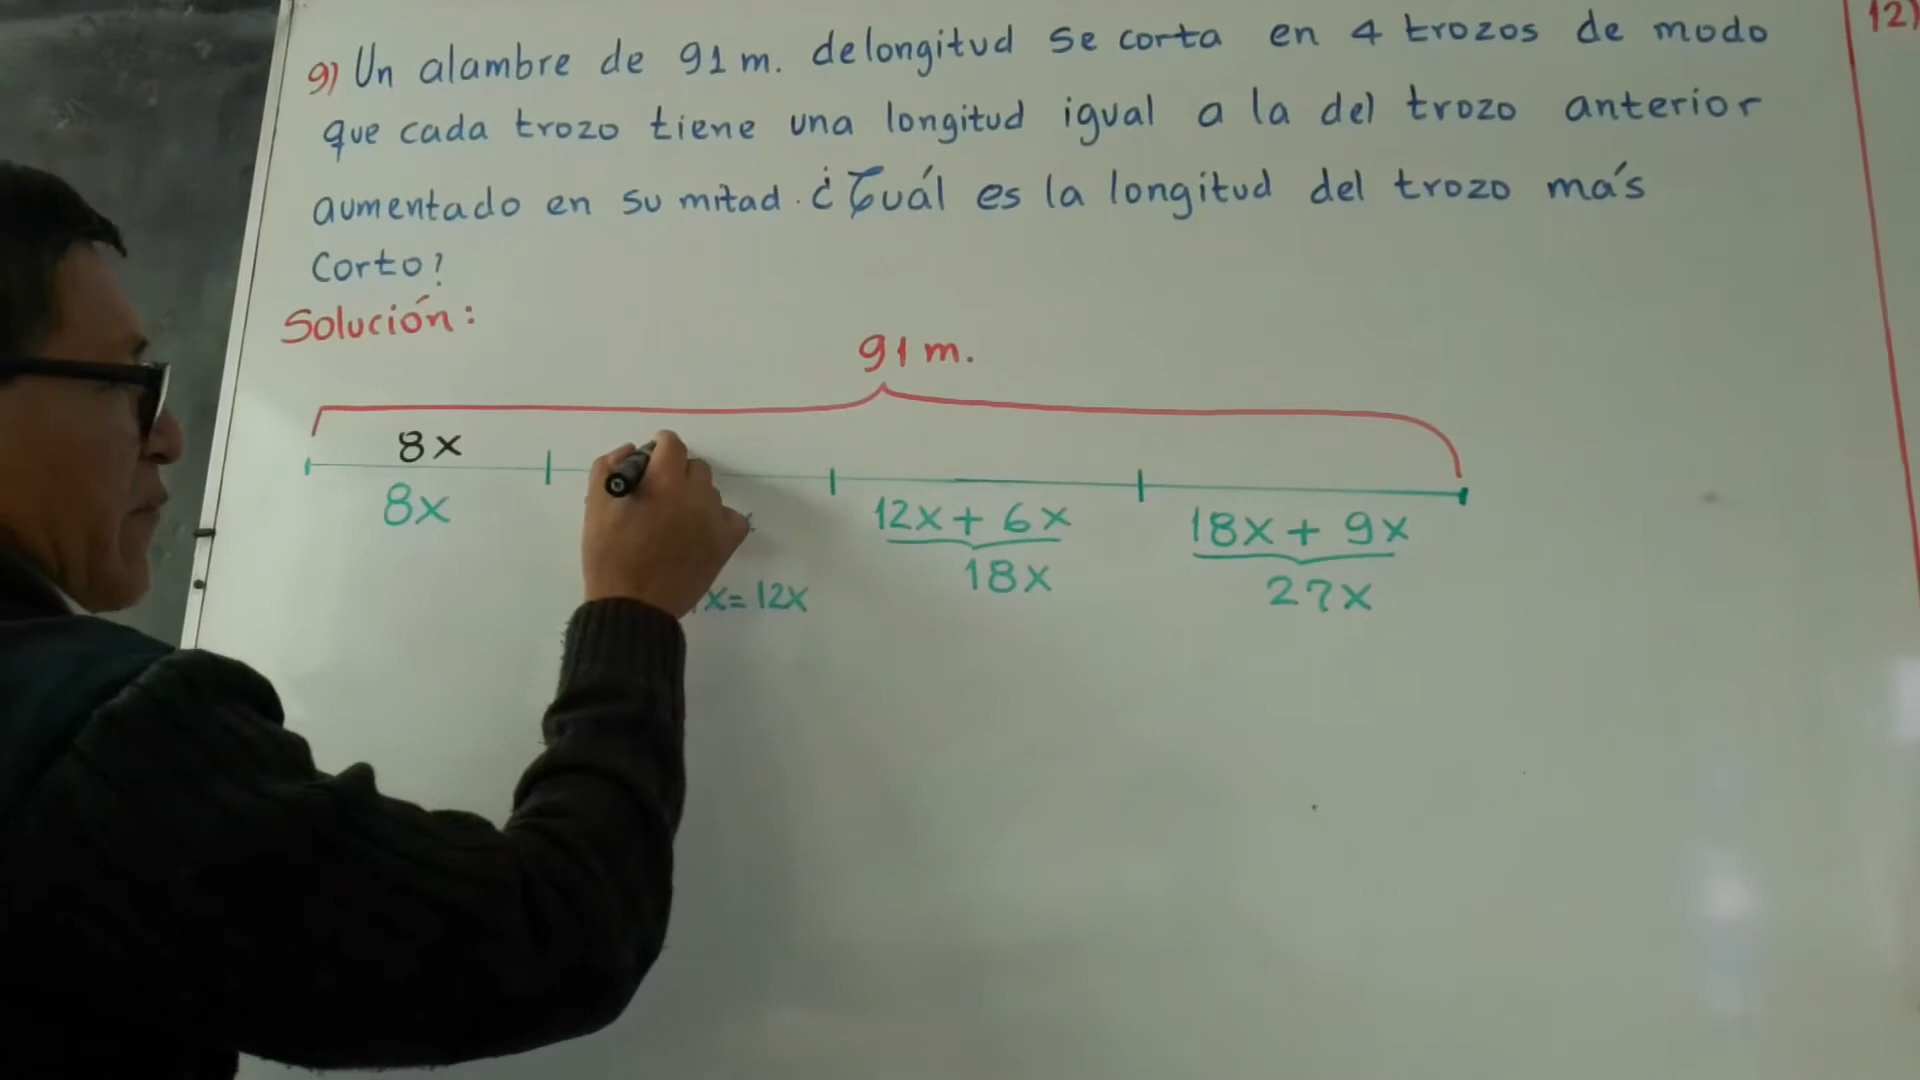 9) Un alambre de 91 m. de longitud se corta en 4 trozos de modo
que cada trozo tiene una longitud igual a la del trozo anterior
aumentado en su mitad. ¿Cuál es la longitud del trozo más
corto?
Solución:
91 m.
8x
8x
12x + 6x
18x + 9x
18x
27x
x = 12x
12)